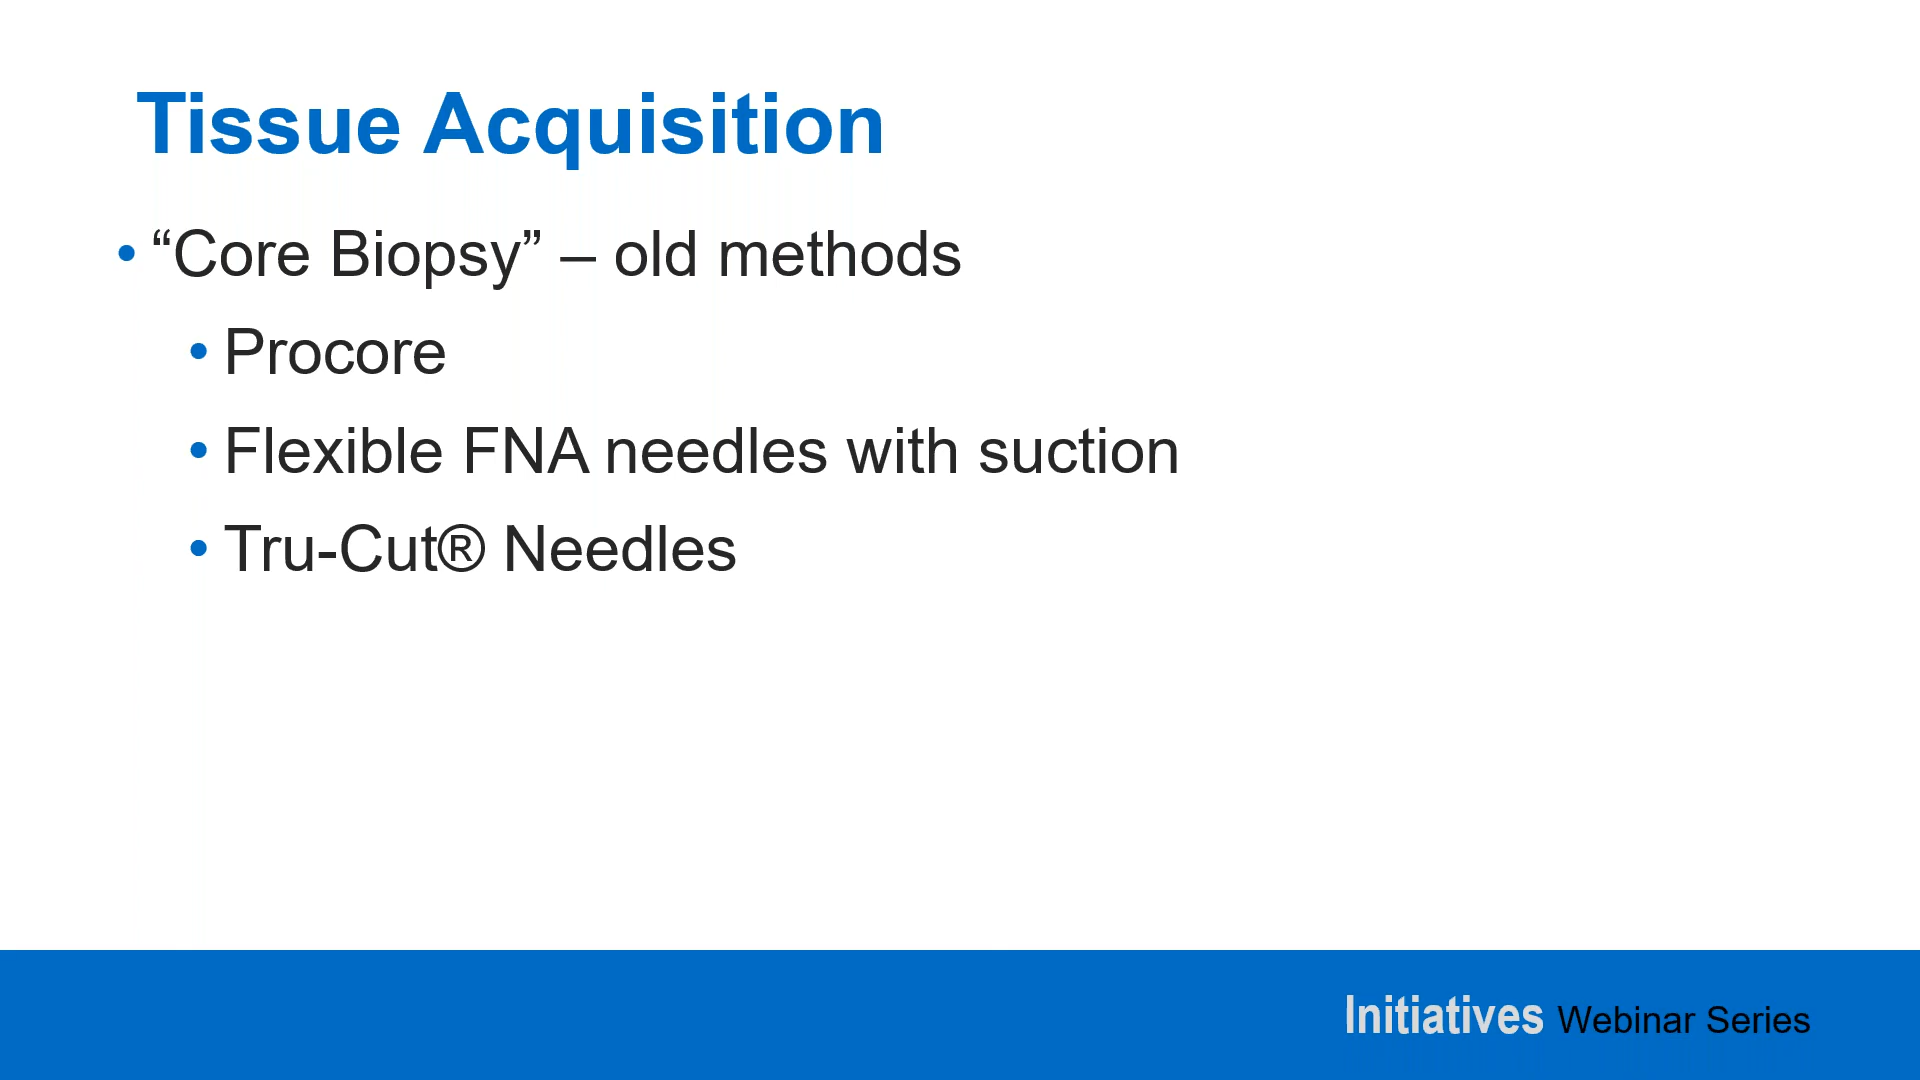 Tissue Acquisition
• “Core Biopsy” – old methods
• Procore
• Flexible FNA needles with suction
• Tru-Cut® Needles
Initiatives Webinar Series